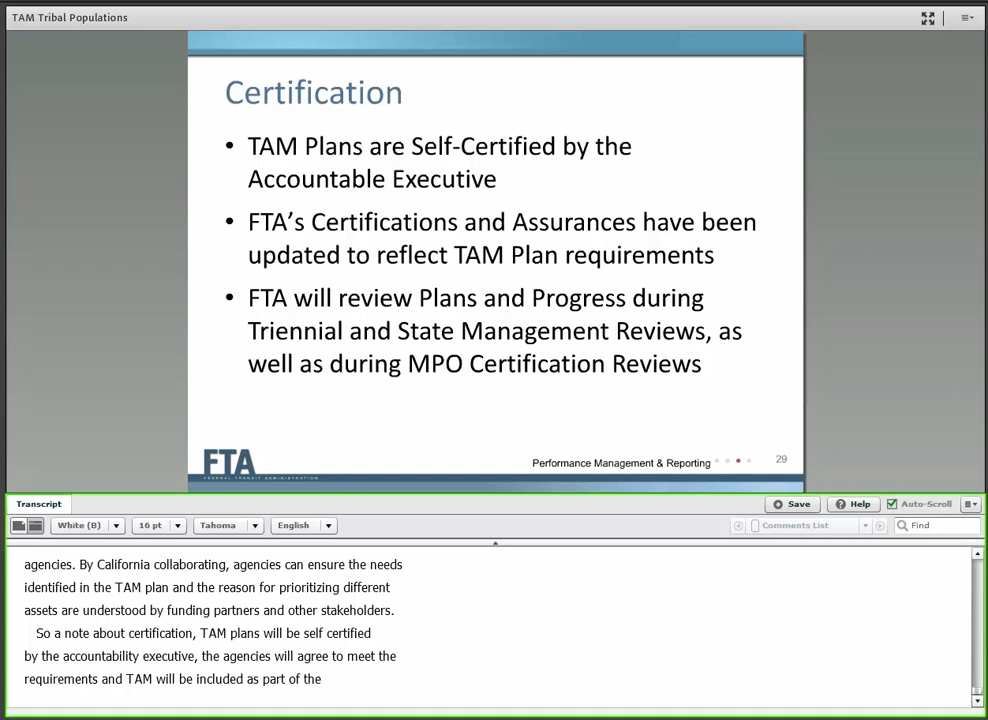 TAM Tribal Populations
Certification
• TAM Plans are Self-Certified by the
Accountable Executive
• FTA's Certifications and Assurances have been
updated to reflect TAM Plan requirements
• FTA will review Plans and Progress during
Triennial and State Management Reviews, as
well as during MPO Certification Reviews
FTA
FEDERAL TRANSIT ADMINISTRATION
Performance Management & Reporting
29
Transcript
Save
Help
Auto-Scroll
White (B)
16 pt
Tahoma
English
Comments List
Find
agencies. By California collaborating, agencies can ensure the needs
identified in the TAM plan and the reason for prioritizing different
assets are understood by funding partners and other stakeholders.
So a note about certification, TAM plans will be self certified
by the accountability executive, the agencies will agree to meet the
requirements and TAM will be included as part of the